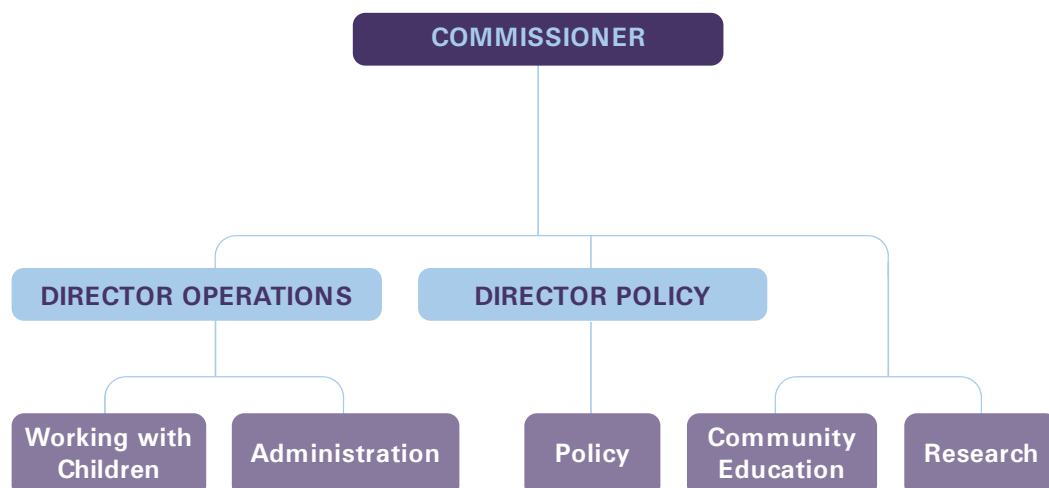 COMMISSIONER
DIRECTOR OPERATIONS
DIRECTOR POLICY
Working with
Children
Administration
Policy
Community
Education
Research